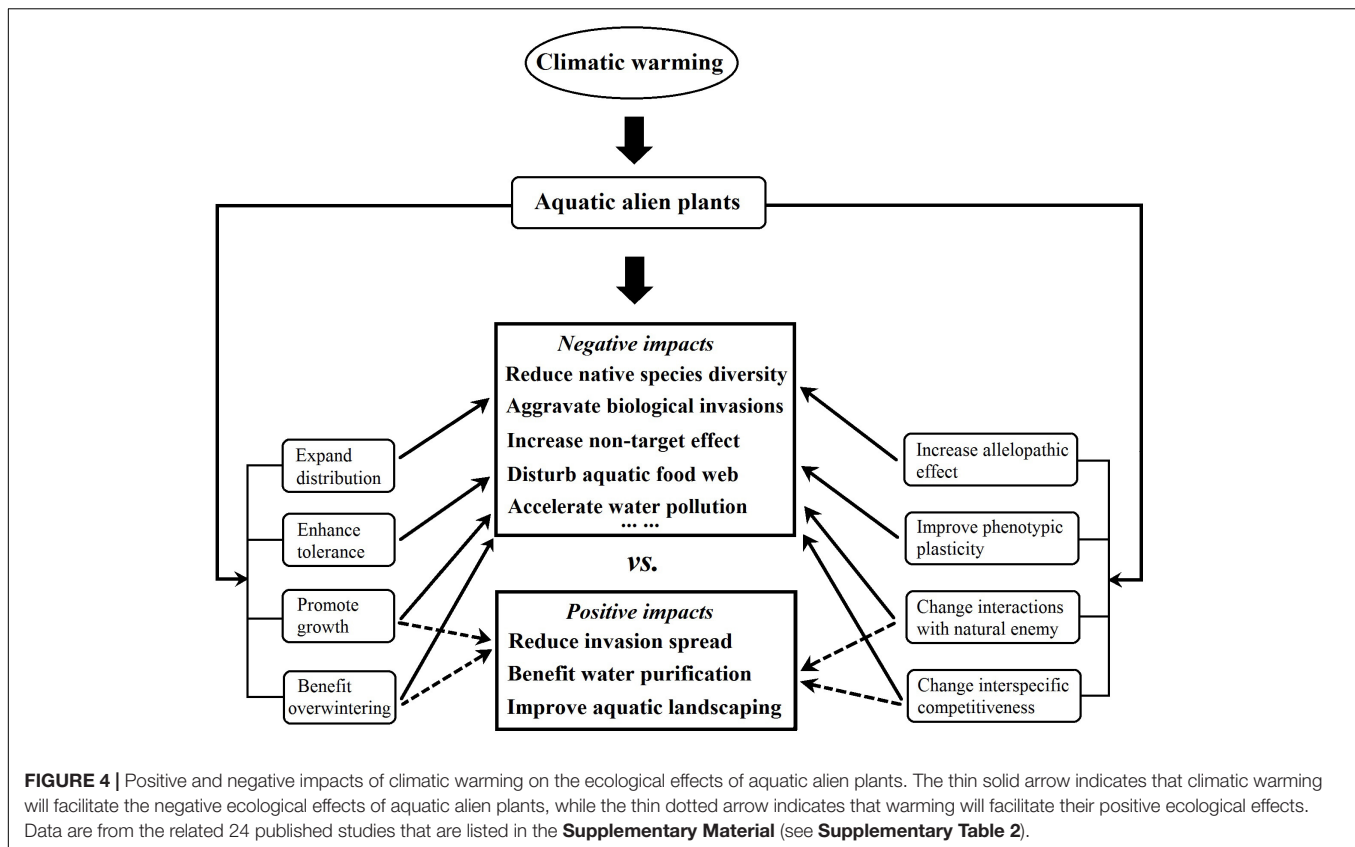 Climatic warming
Aquatic alien plants
Negative impacts
Reduce native species diversity
Aggravate biological invasions
Increase non-target effect
Disturb aquatic food web
Accelerate water pollution
... ...
vs.
Positive impacts
Reduce invasion spread
Benefit water purification
Improve aquatic landscaping
Expand
distribution
Enhance
tolerance
Promote
growth
Benefit
overwintering
Increase allelopathic
effect
Improve phenotypic
plasticity
Change interactions
with natural enemy
Change interspecific
competitiveness
FIGURE 4 | Positive and negative impacts of climatic warming on the ecological effects of aquatic alien plants. The thin solid arrow indicates that climatic warming
will facilitate the negative ecological effects of aquatic alien plants, while the thin dotted arrow indicates that warming will facilitate their positive ecological effects.
Data are from the related 24 published studies that are listed in the Supplementary Material (see Supplementary Table 2).